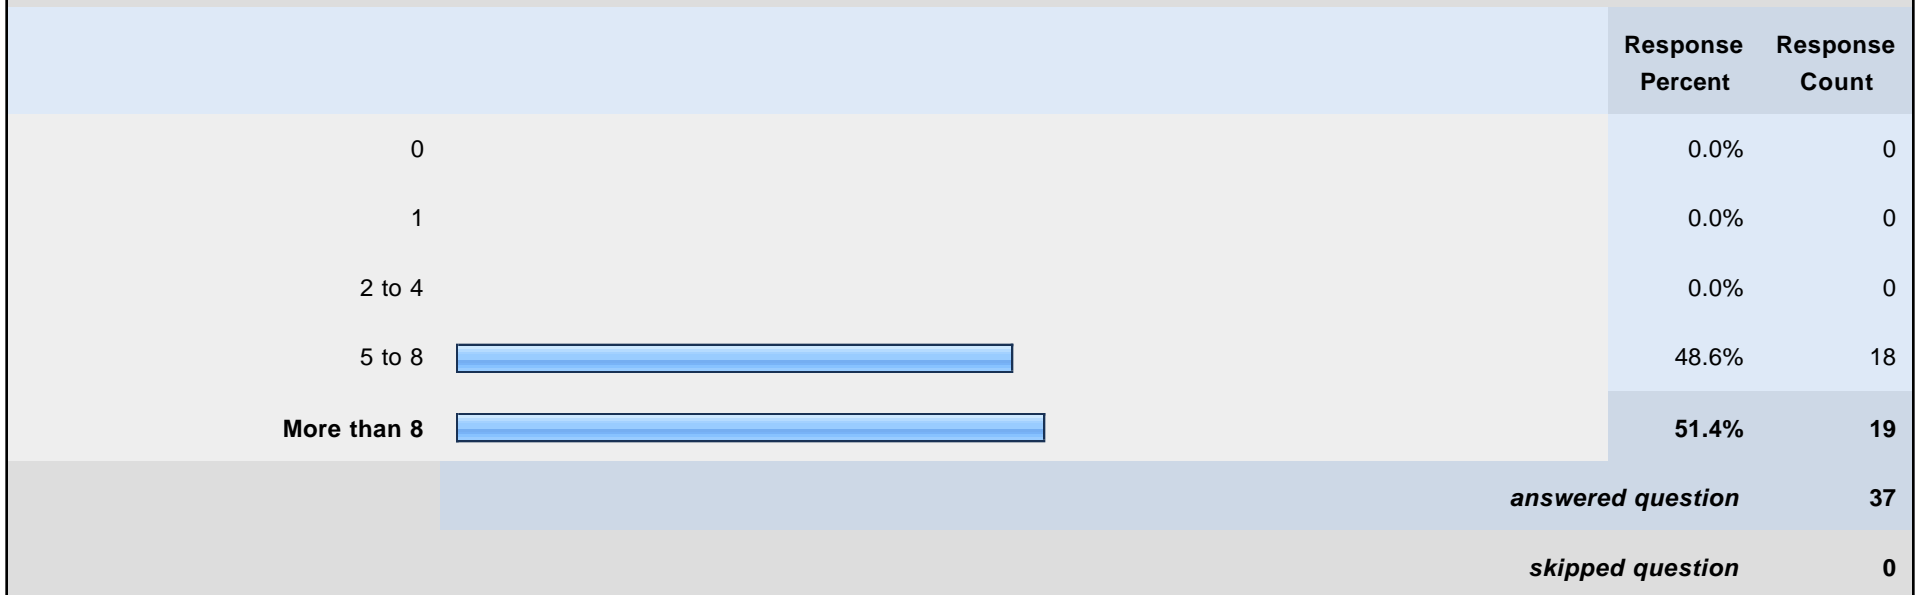 Response Response
Percent Count
0 0.0% 0
1 0.0% 0
2 to 4 0.0% 0
5 to 8 48.6% 18
More than 8 51.4% 19
answered question 37
skipped question 0